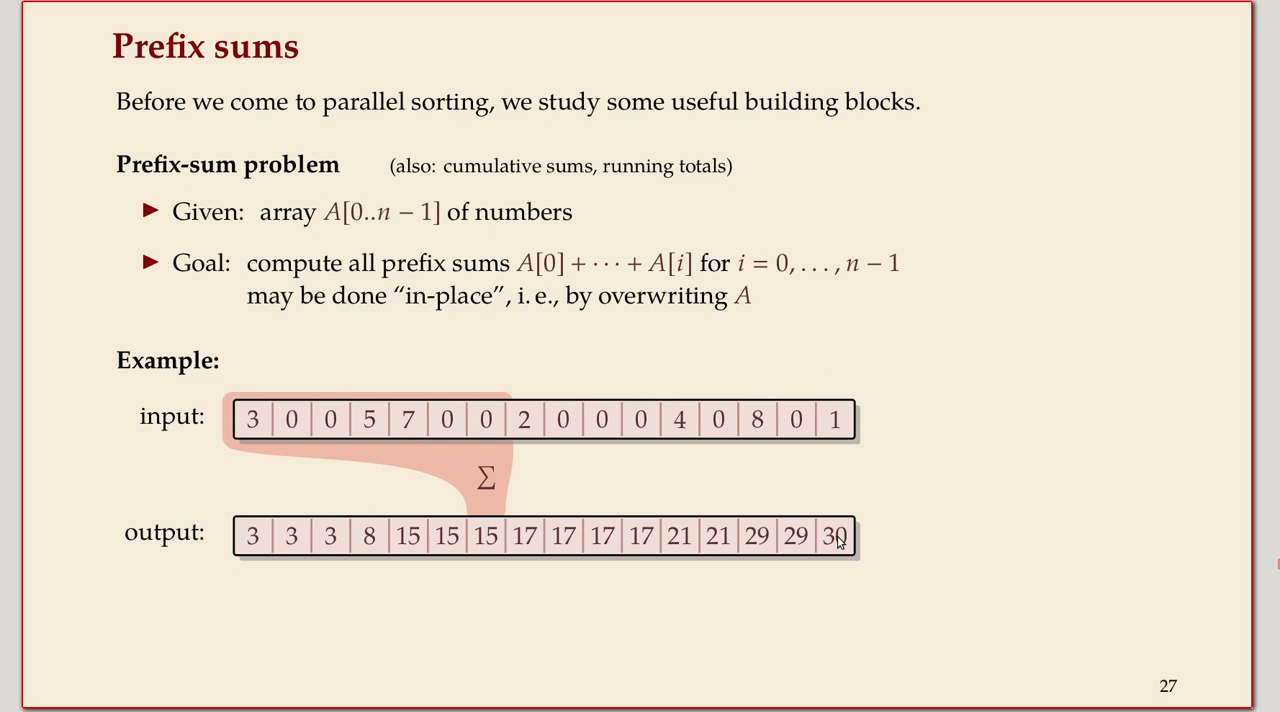 Prefix sums
Before we come to parallel sorting, we study some useful building blocks.
Prefix-sum problem (also: cumulative sums, running totals)
▶ Given: array A[0..n − 1] of numbers
▶ Goal: compute all prefix sums A[0] + ··· + A[i] for i = 0, . . . , n − 1
may be done “in-place”, i. e., by overwriting A
Example:
input: 3 0 0 5 7 0 0 2 0 0 0 4 0 8 0 1
∑
output: 3 3 3 8 15 15 15 17 17 17 17 21 21 29 29 30
27